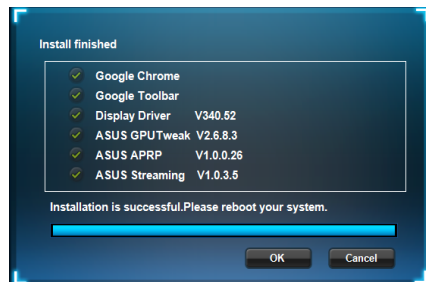 Install finished
Google Chrome
Google Toolbar
Display Driver V340.52
ASUS GPUTweak V2.6.8.3
ASUS APRP V1.0.0.26
ASUS Streaming V1.0.3.5
Installation is successful.Please reboot your system.
OK Cancel